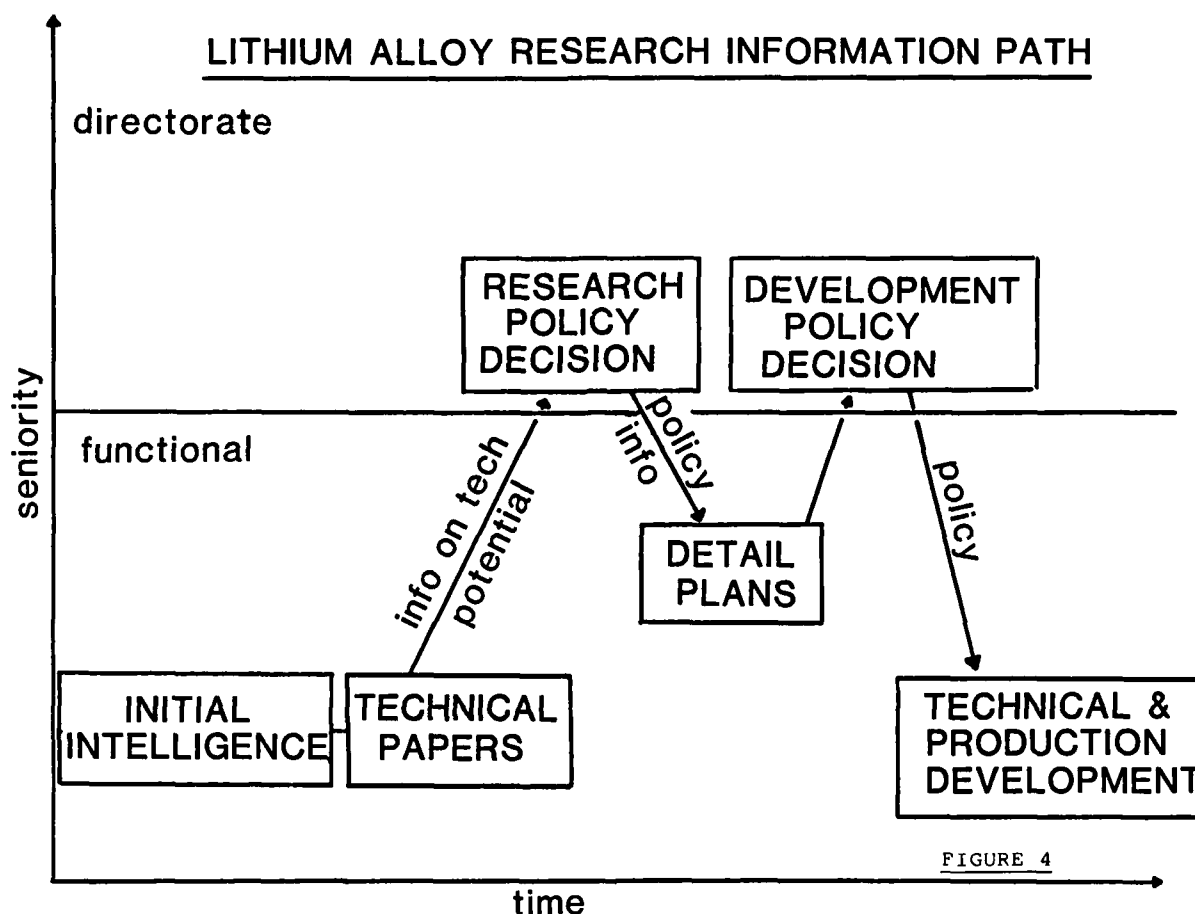 LITHIUM ALLOY RESEARCH INFORMATION PATH
directorate
RESEARCH
POLICY
DECISION
DEVELOPMENT
POLICY
DECISION
seniority
functional
info on tech
potential
policy
info
policy
DETAIL
PLANS
INITIAL
INTELLIGENCE
TECHNICAL
PAPERS
TECHNICAL &
PRODUCTION
DEVELOPMENT
FIGURE 4
time